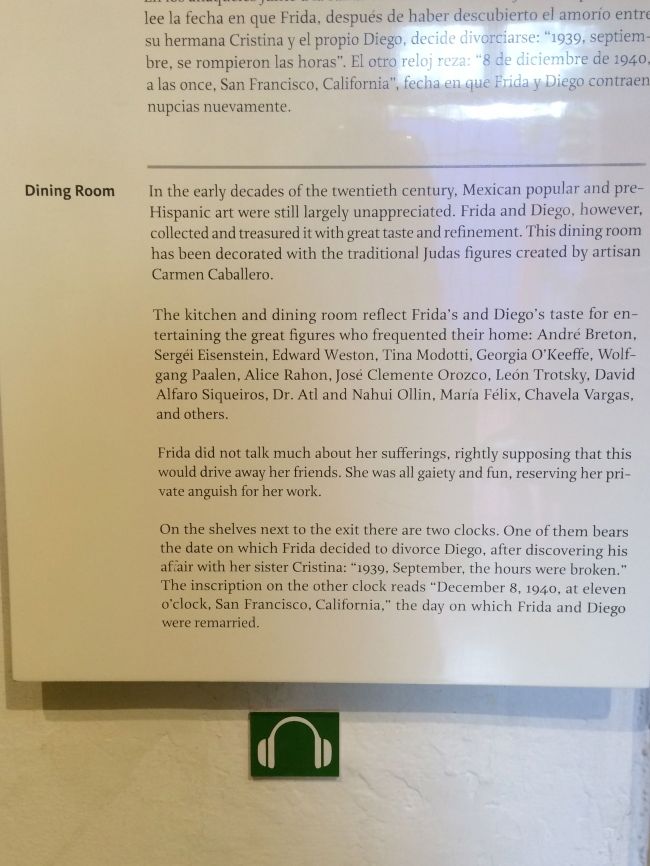 lee la fecha en que Frida, después de haber descubierto el amorío entre
su hermana Cristina y el propio Diego, decide divorciarse: “1939, septiem-
bre, se rompieron las horas”. El otro reloj reza: “8 de diciembre de 1940,
a las once, San Francisco, California”, fecha en que Frida y Diego contraen
nupcias nuevamente.
Dining Room
In the early decades of the twentieth century, Mexican popular and pre-
Hispanic art were still largely unappreciated. Frida and Diego, however,
collected and treasured it with great taste and refinement. This dining room
has been decorated with the traditional Judas figures created by artisan
Carmen Caballero.
The kitchen and dining room reflect Frida’s and Diego’s taste for en-
tertaining the great figures who frequented their home: André Breton,
Sergéi Eisenstein, Edward Weston, Tina Modotti, Georgia O’Keeffe, Wolf-
gang Paalen, Alice Rahon, José Clemente Orozco, León Trotsky, David
Alfaro Siqueiros, Dr. Atl and Nahui Ollin, María Félix, Chavela Vargas,
and others.
Frida did not talk much about her sufferings, rightly supposing that this
would drive away her friends. She was all gaiety and fun, reserving her pri-
vate anguish for her work.
On the shelves next to the exit there are two clocks. One of them bears
the date on which Frida decided to divorce Diego, after discovering his
affair with her sister Cristina: “1939, September, the hours were broken.”
The inscription on the other clock reads “December 8, 1940, at eleven
o’clock, San Francisco, California,” the day on which Frida and Diego
were remarried.